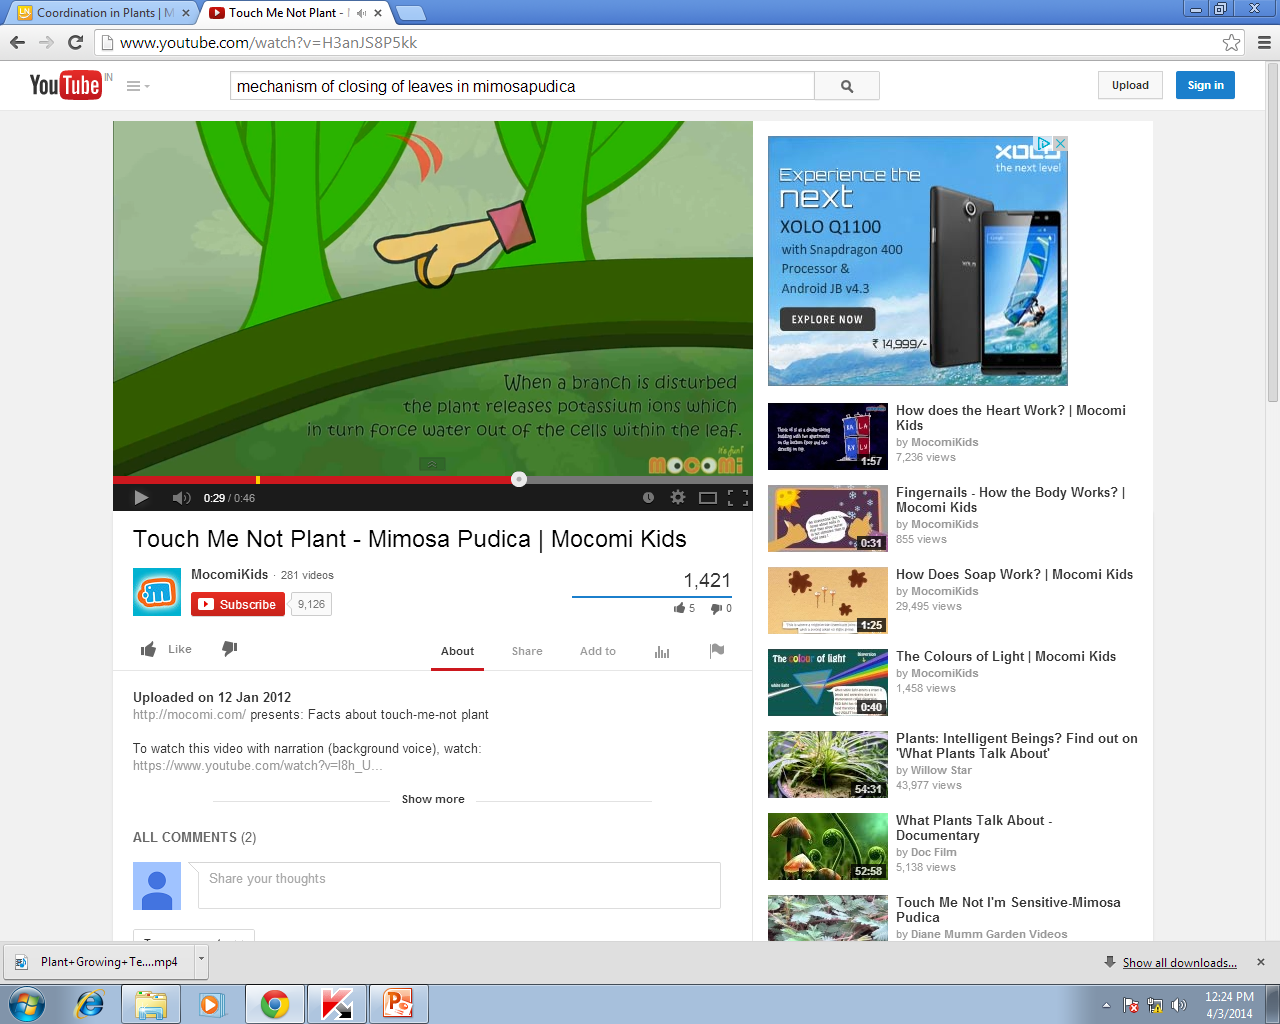 Coordination in Plants | M
Touch Me Not Plant -
www.youtube.com/watch?v=H3anJS8P5kk
YouTube IN
mechanism of closing of leaves in mimosapudica
Upload
Sign in
When a branch is disturbed
the plant releases potassium ions which
in turn force water out of the cells within the leaf.
it's fun!
mocomi
0:29 / 0:46
Touch Me Not Plant - Mimosa Pudica | Mocomi Kids
MocomiKids · 281 videos
Subscribe 9,126
1,421
5 0
Like
About Share Add to
Uploaded on 12 Jan 2012
http://mocomi.com/ presents: Facts about touch-me-not plant
To watch this video with narration (background voice), watch:
https://www.youtube.com/watch?v=l8h_U...
Show more
ALL COMMENTS (2)
Share your thoughts
XOLO
the next level
Experience the
next
XOLO Q1100
with Snapdragon 400
Processor &
Android JB v4.3
EXPLORE NOW
₹ 14,999/-
How does the Heart Work? | Mocomi
Kids
by MocomiKids
7,236 views
1:57
Fingernails - How the Body Works? |
Mocomi Kids
by MocomiKids
855 views
0:31
How Does Soap Work? | Mocomi Kids
by MocomiKids
29,495 views
1:25
The Colours of Light | Mocomi Kids
by MocomiKids
1,458 views
The colour of light
0:40
Plants: Intelligent Beings? Find out on
'What Plants Talk About'
by Willow Star
43,977 views
54:31
What Plants Talk About -
Documentary
by Doc Film
5,138 views
52:58
Touch Me Not I'm Sensitive-Mimosa
Pudica
by Diane Mumm Garden Videos
Plant+Growing+Te....mp4
Show all downloads...
12:24 PM
4/3/2014